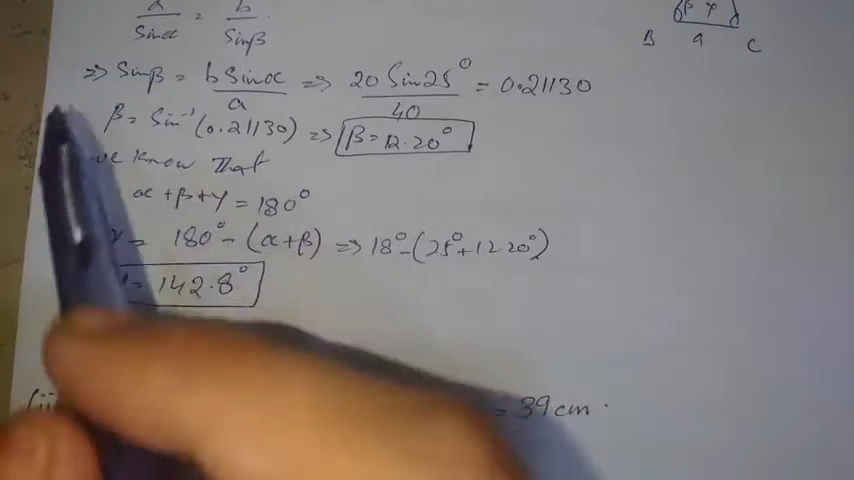 a/Sinα = b/Sinβ
β γ
B a C
=> Sinβ = bSinα/a => 20 Sin25°/40 = 0.21130
β = Sin⁻¹(0.21130) => β = 12.20°
we know That
α + β + γ = 180°
γ = 180° - (α+β) => 18° - (25° + 12.20°)
= 142.8°
= 39cm.